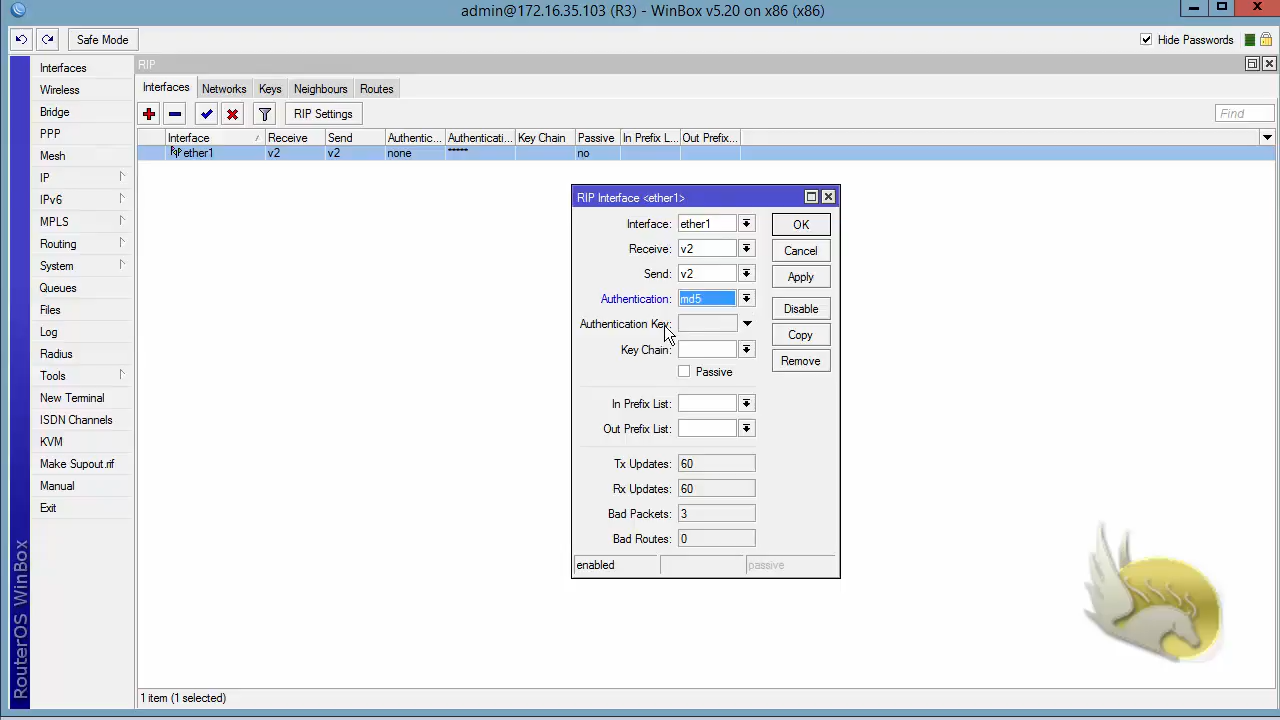 admin@172.16.35.103 (R3) - WinBox v5.20 on x86 (x86)
Safe Mode
Hide Passwords
Interfaces
Wireless
Bridge
PPP
Mesh
IP
IPv6
MPLS
Routing
System
Queues
Files
Log
Radius
Tools
New Terminal
ISDN Channels
KVM
Make Supout.rif
Manual
Exit
RouterOS WinBox
RIP
Interfaces Networks Keys Neighbours Routes
RIP Settings
Find
Interface Receive Send Authentic... Authenticati... Key Chain Passive In Prefix L... Out Prefix...
ether1 v2 v2 none ***** no
RIP Interface <ether1>
Interface: ether1
Receive: v2
Send: v2
Authentication: md5
Authentication Key:
Key Chain:
Passive
In Prefix List:
Out Prefix List:
Tx Updates: 60
Rx Updates: 60
Bad Packets: 3
Bad Routes: 0
enabled passive
OK
Cancel
Apply
Disable
Copy
Remove
1 item (1 selected)